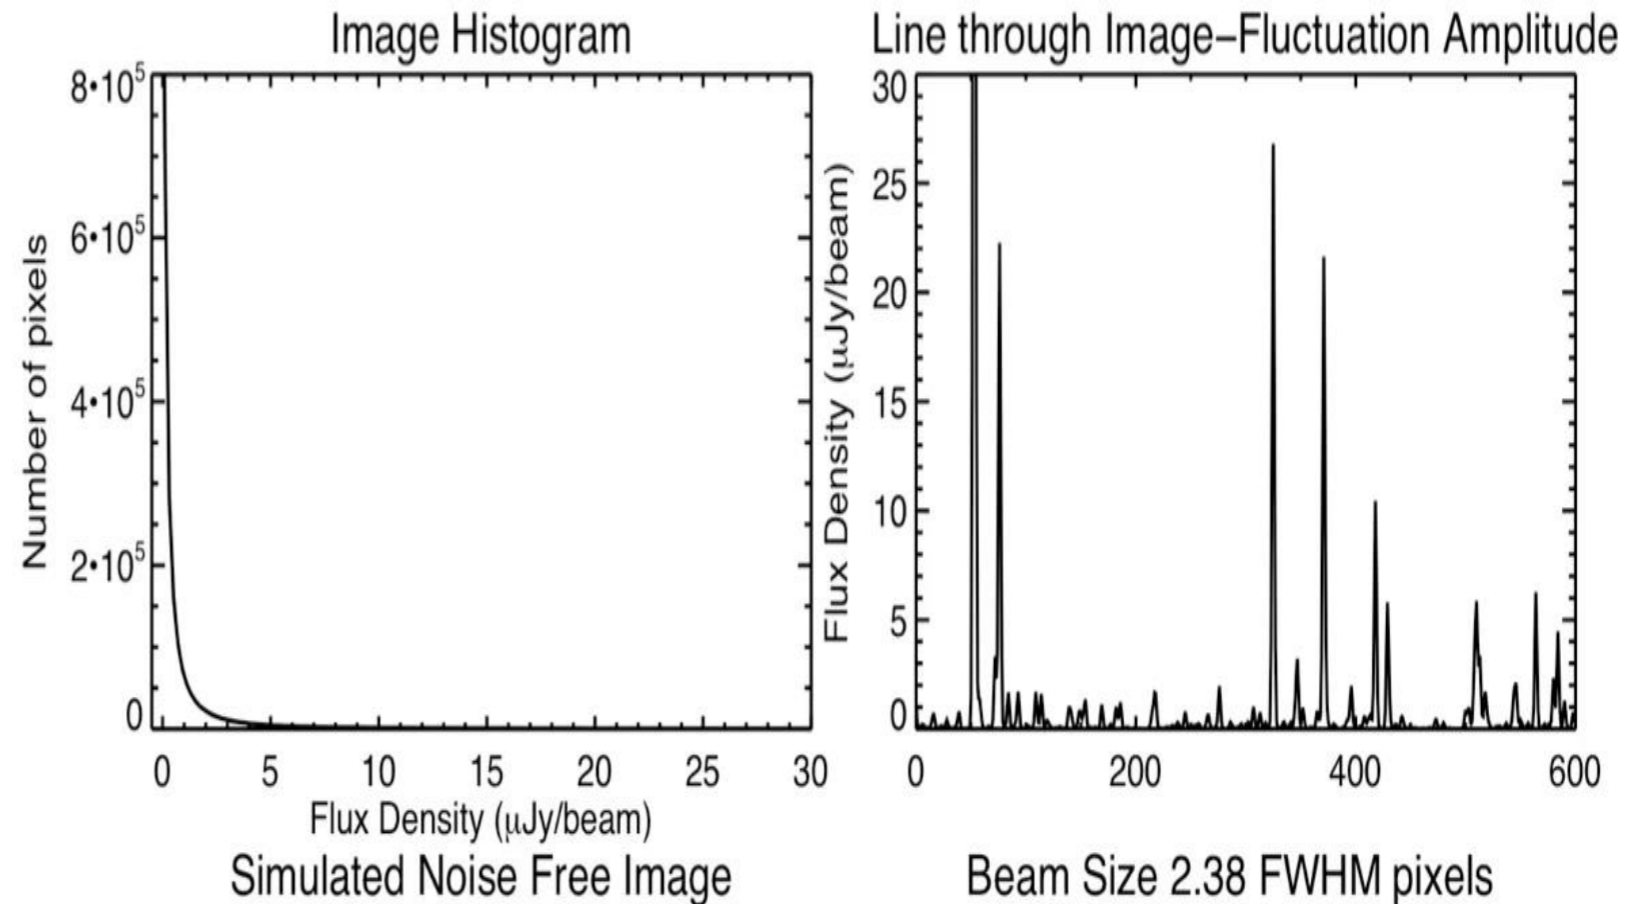 Image Histogram
Number of pixels
8•10⁵
6•10⁵
4•10⁵
2•10⁵
0
0 5 10 15 20 25 30
Flux Density (μJy/beam)
Simulated Noise Free Image
Line through Image–Fluctuation Amplitude
Flux Density (μJy/beam)
30
25
20
15
10
5
0
0 200 400 600
Beam Size 2.38 FWHM pixels